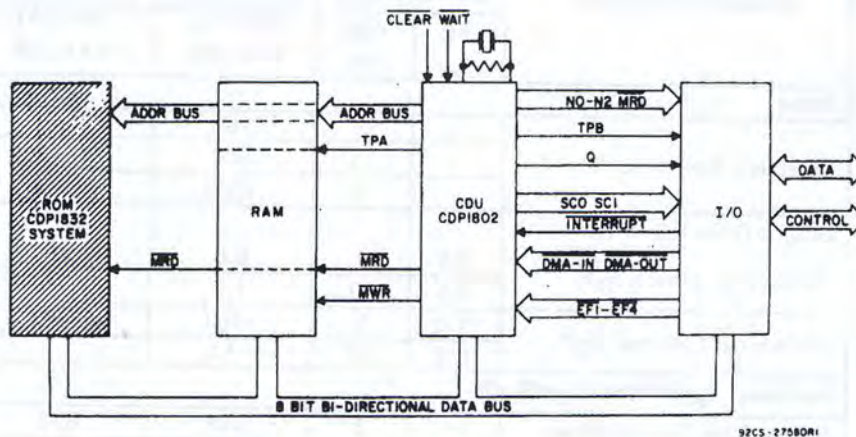 CLEAR WAIT
ADDR BUS
ADDR BUS
NO-N2 MRD
TPA
TPB
Q
ROM
CDP1832
SYSTEM
RAM
CDU
CDP1802
I/O
DATA
CONTROL
SCO SCI
INTERRUPT
MRD
MRD
DMA-IN DMA-OUT
MWR
EF1-EF4
8 BIT BI-DIRECTIONAL DATA BUS
92CS-27580RI